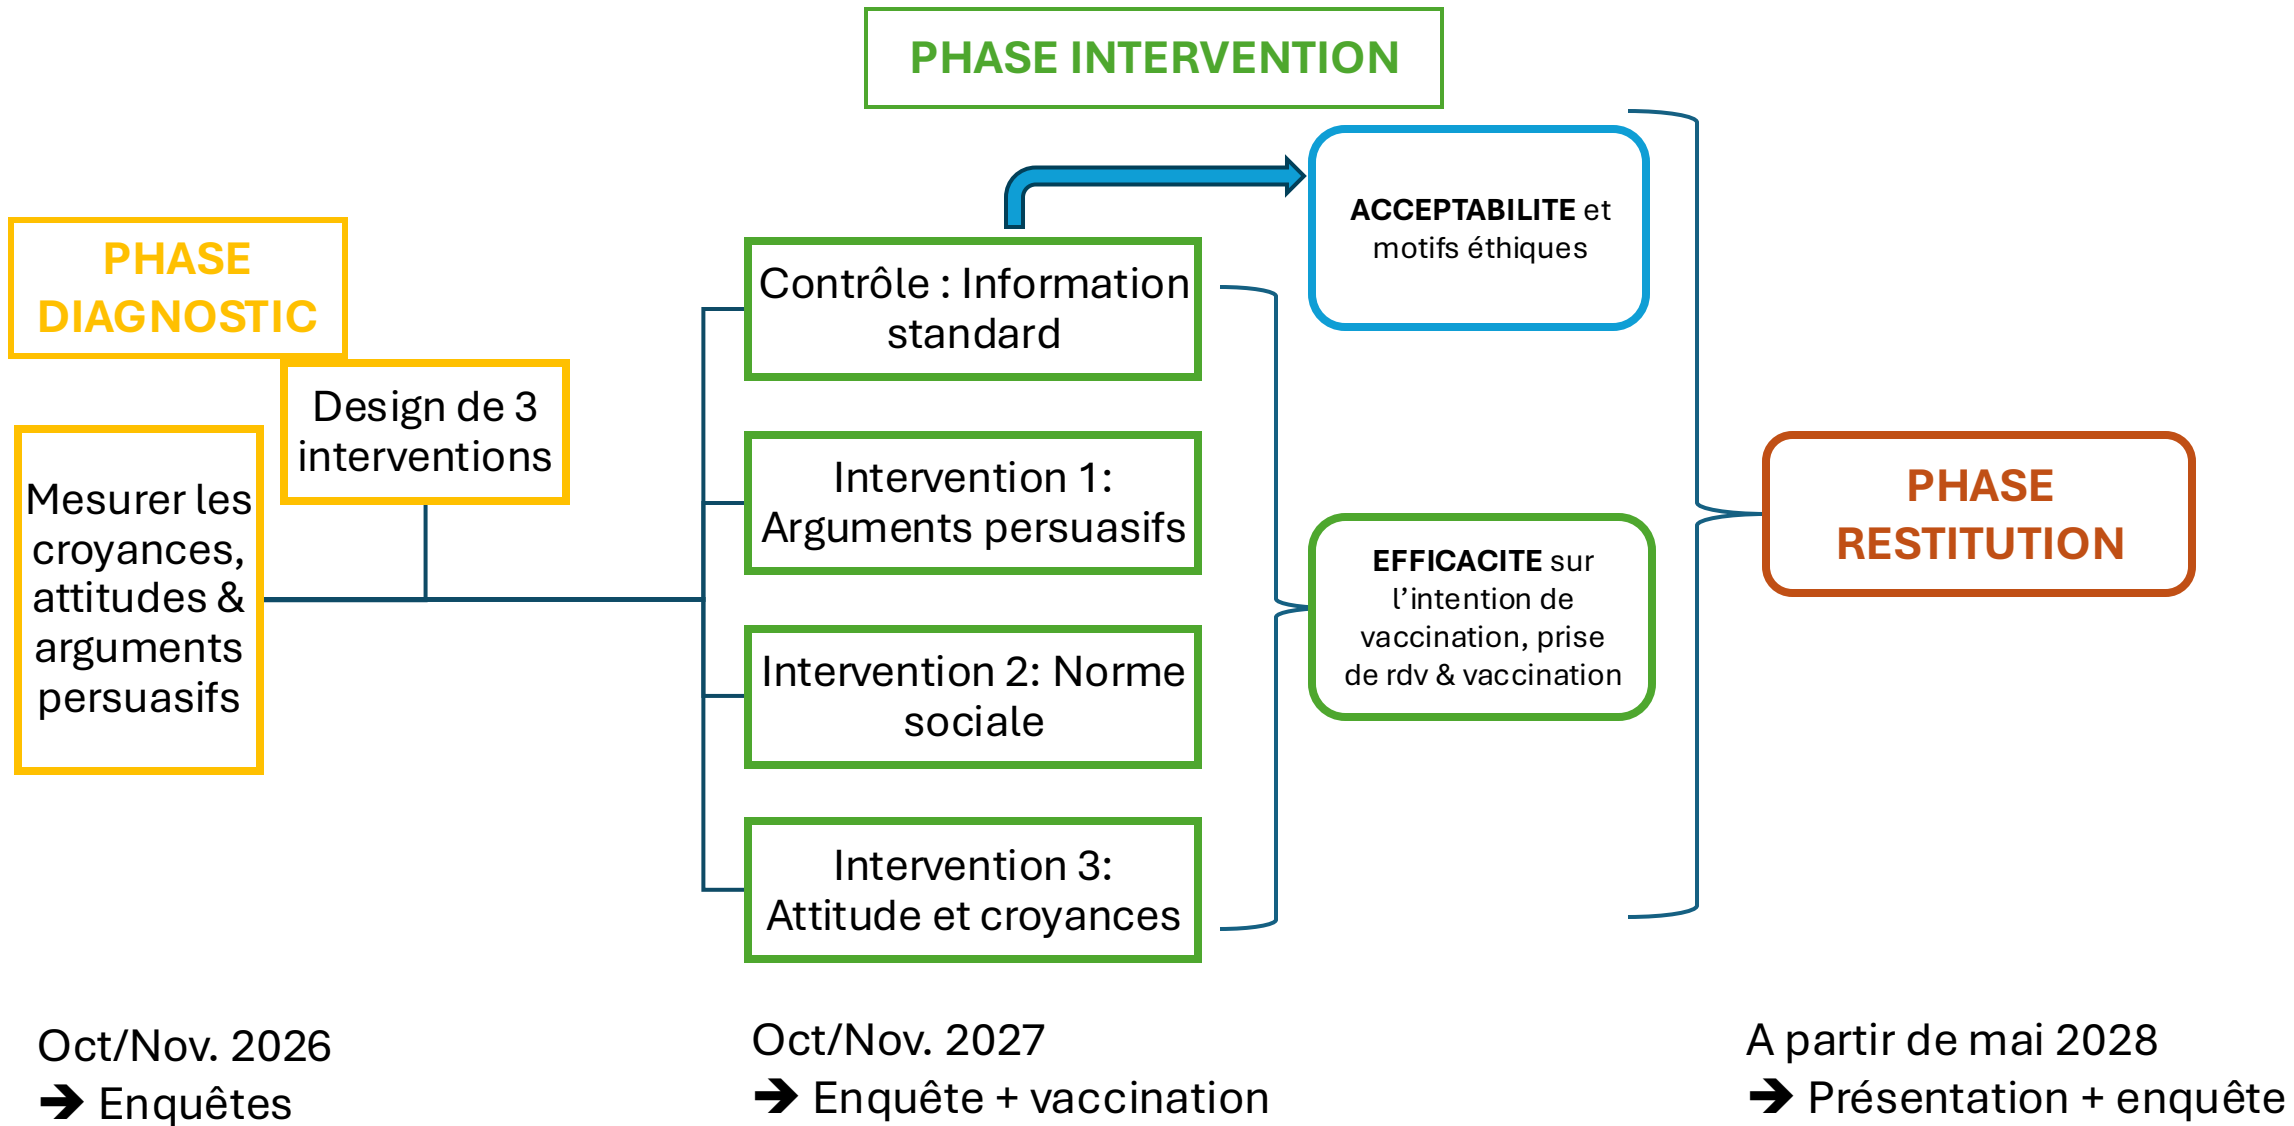 PHASE INTERVENTION
PHASE
DIAGNOSTIC
Design de 3
interventions
Mesurer les
croyances,
attitudes &
arguments
persuasifs
Contrôle : Information
standard
Intervention 1:
Arguments persuasifs
Intervention 2: Norme
sociale
Intervention 3:
Attitude et croyances
ACCEPTABILITE et
motifs éthiques
EFFICACITE sur
l’intention de
vaccination, prise
de rdv & vaccination
PHASE
RESTITUTION
Oct/Nov. 2026
➔ Enquêtes
Oct/Nov. 2027
➔ Enquête + vaccination
A partir de mai 2028
➔ Présentation + enquête